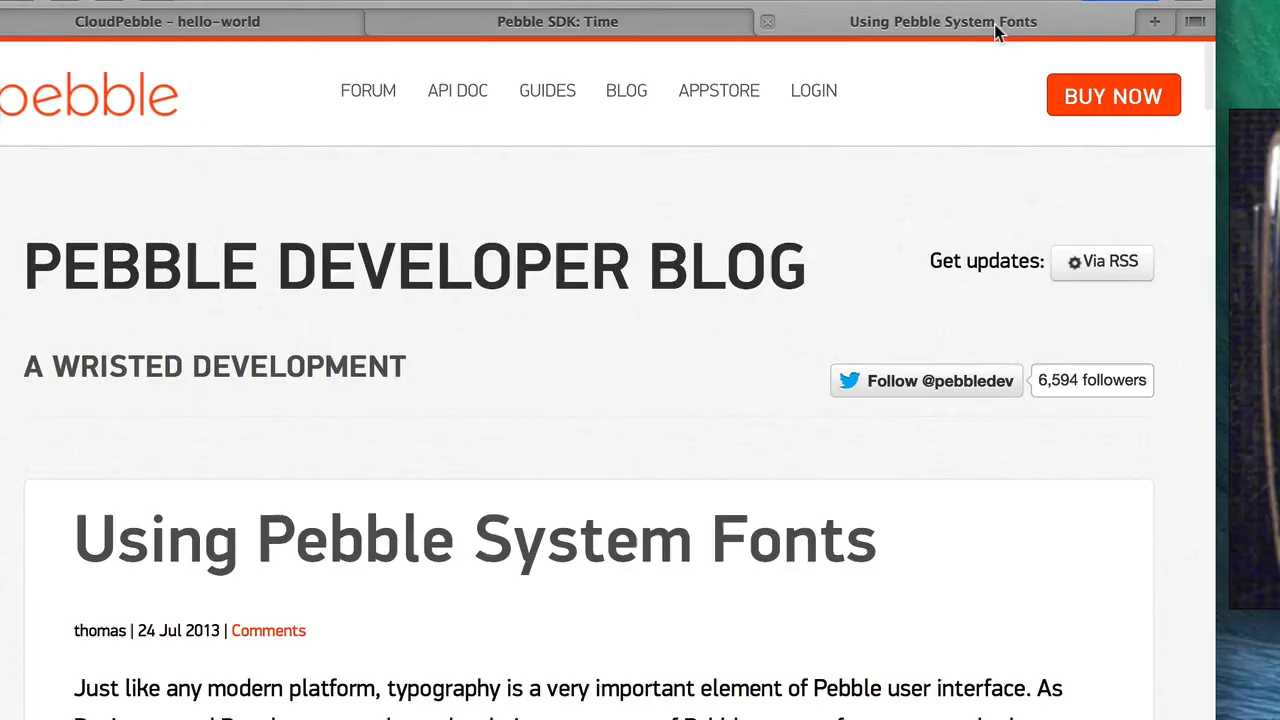 CloudPebble - hello-world
Pebble SDK: Time
Using Pebble System Fonts
pebble
FORUM
API DOC
GUIDES
BLOG
APPSTORE
LOGIN
BUY NOW
PEBBLE DEVELOPER BLOG
Get updates:
Via RSS
A WRISTED DEVELOPMENT
Follow @pebbledev
6,594 followers
Using Pebble System Fonts
thomas | 24 Jul 2013 | Comments
Just like any modern platform, typography is a very important element of Pebble user interface. As